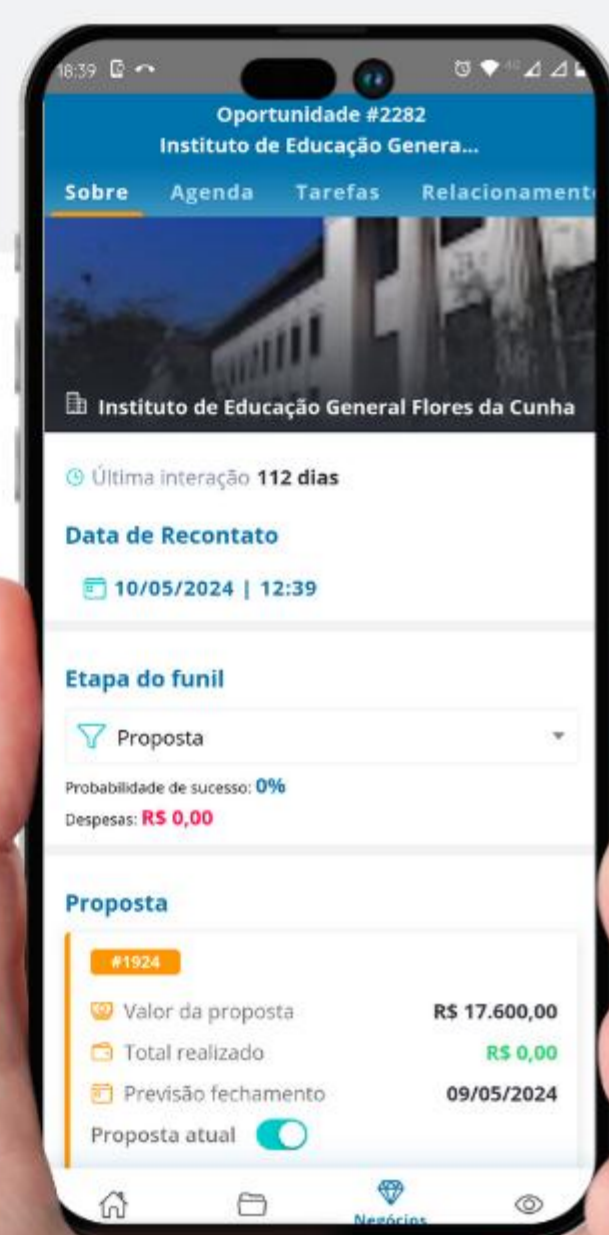 18:39
4G
Oportunidade #2282
Instituto de Educação Genera...
Sobre Agenda Tarefas Relacionament
Instituto de Educação General Flores da Cunha
Última interação 112 dias
Data de Recontato
10/05/2024 | 12:39
Etapa do funil
Proposta
Probabilidade de sucesso: 0%
Despesas: R$ 0,00
Proposta
#1924
Valor da proposta R$ 17.600,00
Total realizado R$ 0,00
Previsão fechamento 09/05/2024
Proposta atual
Negócios